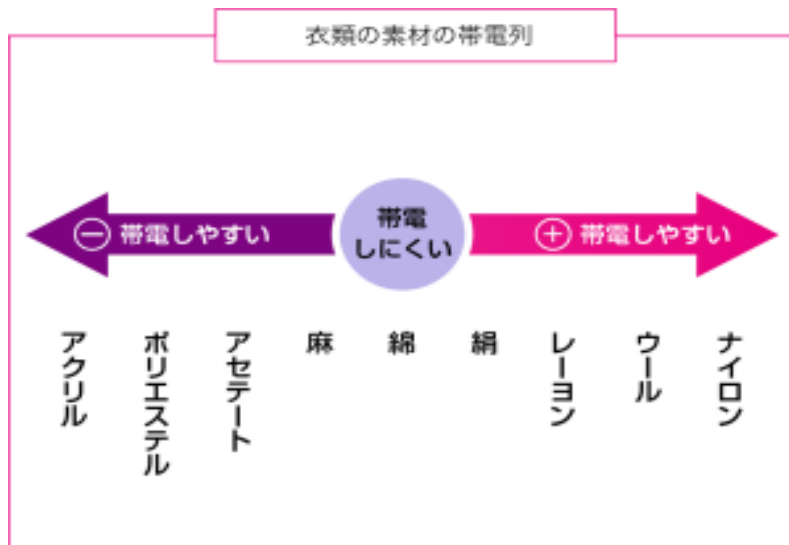 衣類の素材の帯電列
− 帯電しやすい
帯電
しにくい
+ 帯電しやすい
アクリル
ポリエステル
アセテート
麻
綿
絹
レーヨン
ウール
ナイロン